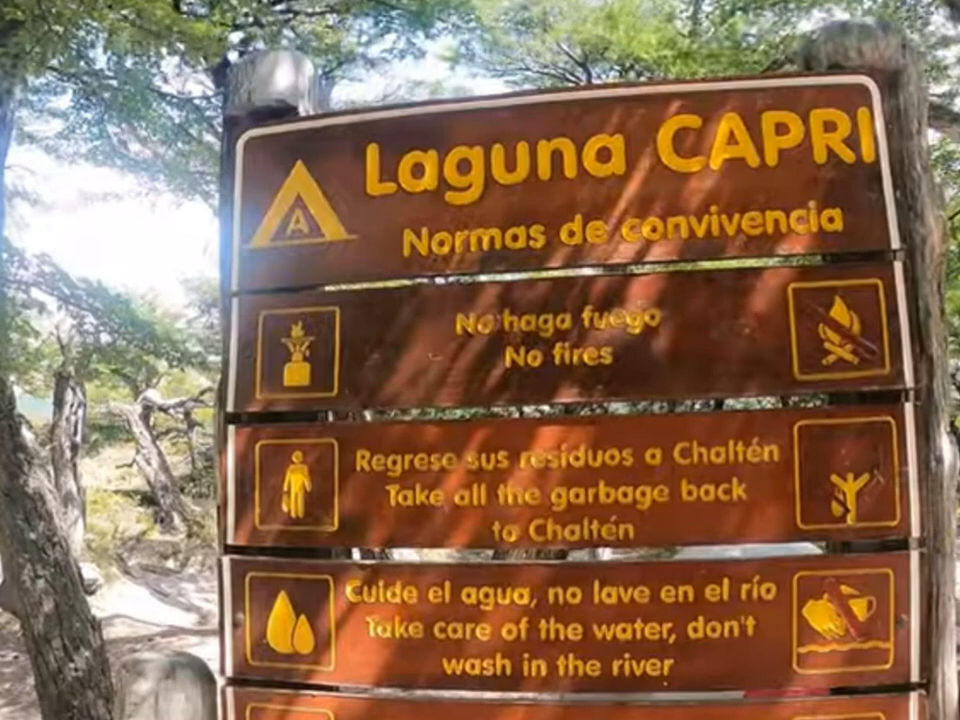 Laguna CAPRI
A
Normas de convivencia
No haga fuego
No fires
Regrese sus residuos a Chaltén
Take all the garbage back
to Chaltén
Cuide el agua, no lave en el río
Take care of the water, don't
wash in the river